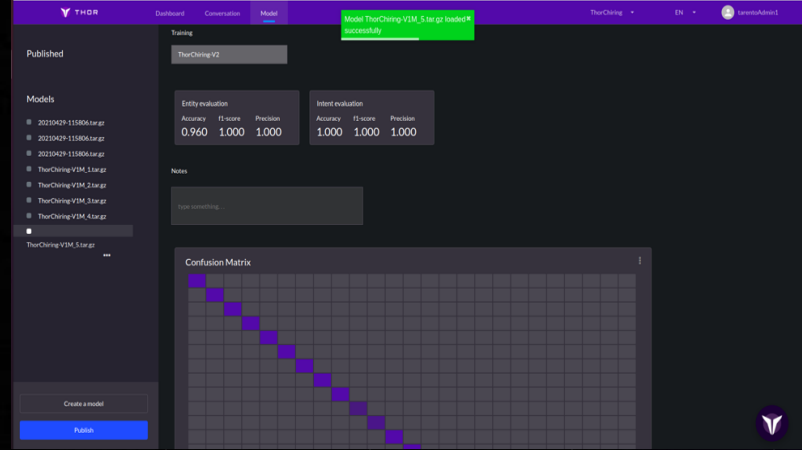 THOR
Dashboard
Conversation
Model
Model ThorChiring-V1M_5.tar.gz loaded
successfully
ThorChiring
EN
tarentoAdmin1
Published
Models
20210429-115806.tar.gz
20210429-115806.tar.gz
20210429-115806.tar.gz
ThorChiring-V1M_1.tar.gz
ThorChiring-V1M_2.tar.gz
ThorChiring-V1M_3.tar.gz
ThorChiring-V1M_4.tar.gz
ThorChiring-V1M_5.tar.gz
Create a model
Publish
Training
ThorChiring-V2
Entity evaluation
Accuracy f1-score Precision
0.960 1.000 1.000
Intent evaluation
Accuracy f1-score Precision
1.000 1.000 1.000
Notes
type something...
Confusion Matrix